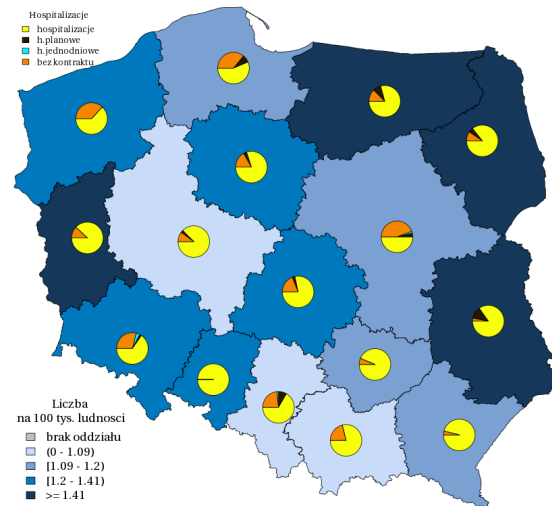 Hospitalizacje
hospitalizacje
h.planowe
h.jednodniowe
bez kontraktu
Liczba
na 100 tys. ludnosci
brak oddziału
(0 - 1.09)
[1.09 - 1.2)
[1.2 - 1.41)
>= 1.41